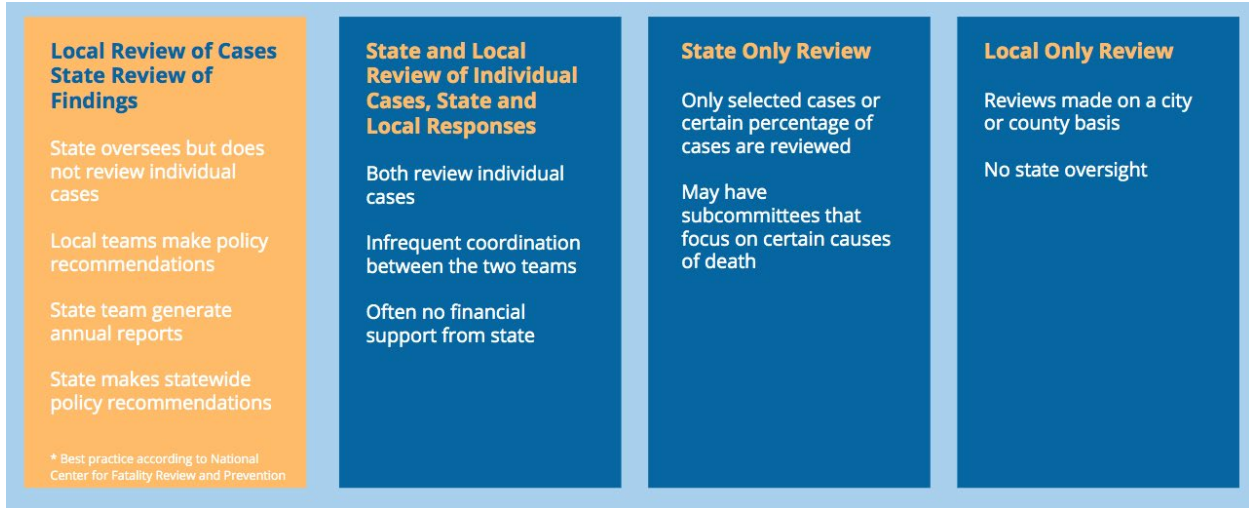 Local Review of Cases
State Review of
Findings
State oversees but does
not review individual
cases
Local teams make policy
recommendations
State team generate
annual reports
State makes statewide
policy recommendations
* Best practice according to National
Center for Fatality Review and Prevention
State and Local
Review of Individual
Cases, State and
Local Responses
Both review individual
cases
Infrequent coordination
between the two teams
Often no financial
support from state
State Only Review
Only selected cases or
certain percentage of
cases are reviewed
May have
subcommittees that
focus on certain causes
of death
Local Only Review
Reviews made on a city
or county basis
No state oversight